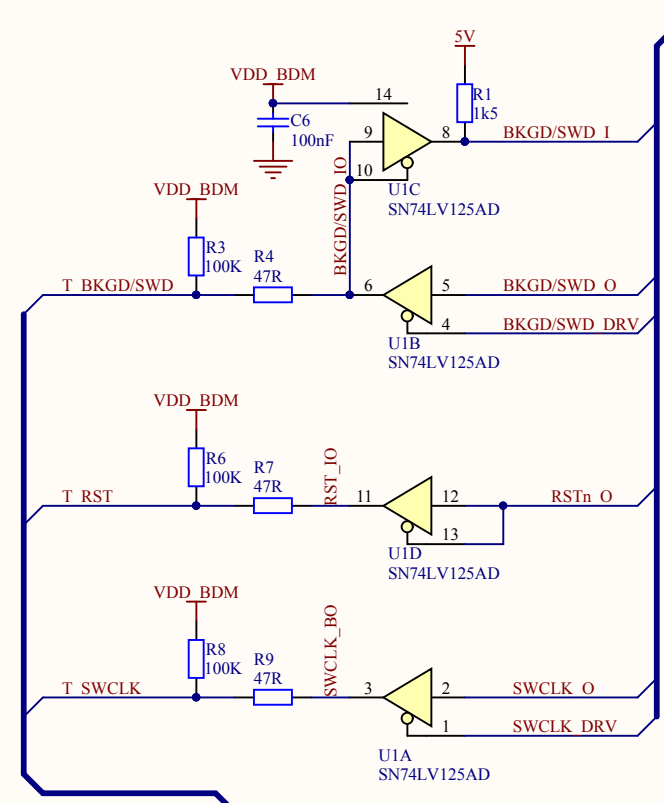 5V
VDD_BDM
14
R1
1k5
C6
100nF
9
8
BKGD/SWD_I
10
U1C
SN74LV125AD
BKGD/SWD_IO
VDD_BDM
R3
100K
R4
47R
T_BKGD/SWD
6
5
BKGD/SWD_O
4
BKGD/SWD_DRV
U1B
SN74LV125AD
VDD_BDM
R6
100K
R7
47R
RST_IO
T_RST
11
12
RSTn_O
13
U1D
SN74LV125AD
VDD_BDM
R8
100K
R9
47R
SWCLK_BO
T_SWCLK
3
2
SWCLK_O
1
SWCLK_DRV
U1A
SN74LV125AD